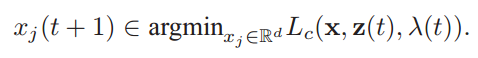 x_j(t + 1) ∈ argmin_{x_j∈ℝ^d} L_c(𝐱, 𝐳(t), λ(t)).